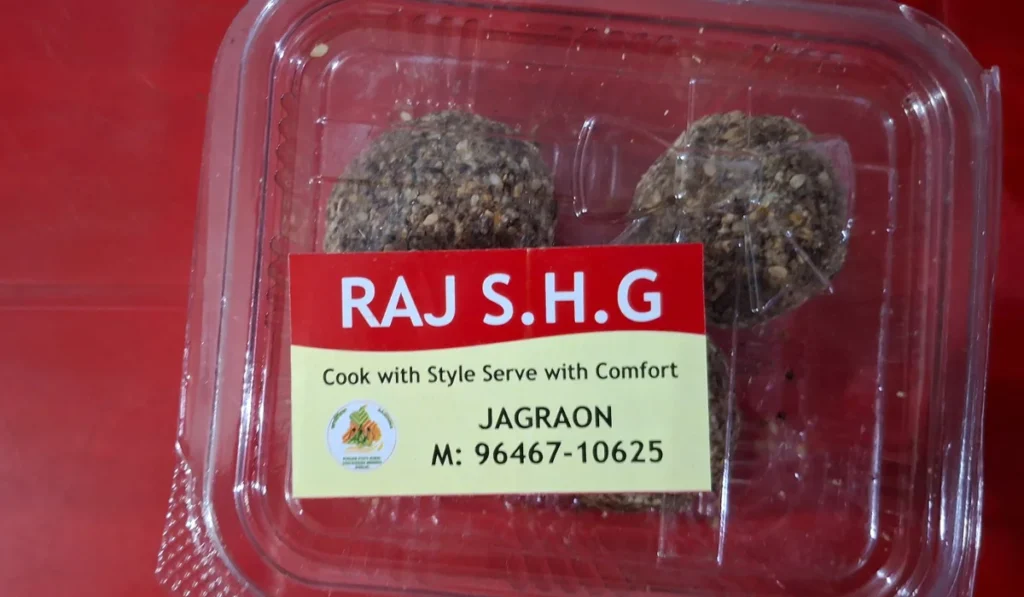 RAJ S.H.G
Cook with Style Serve with Comfort
JAGRAON
M: 96467-10625